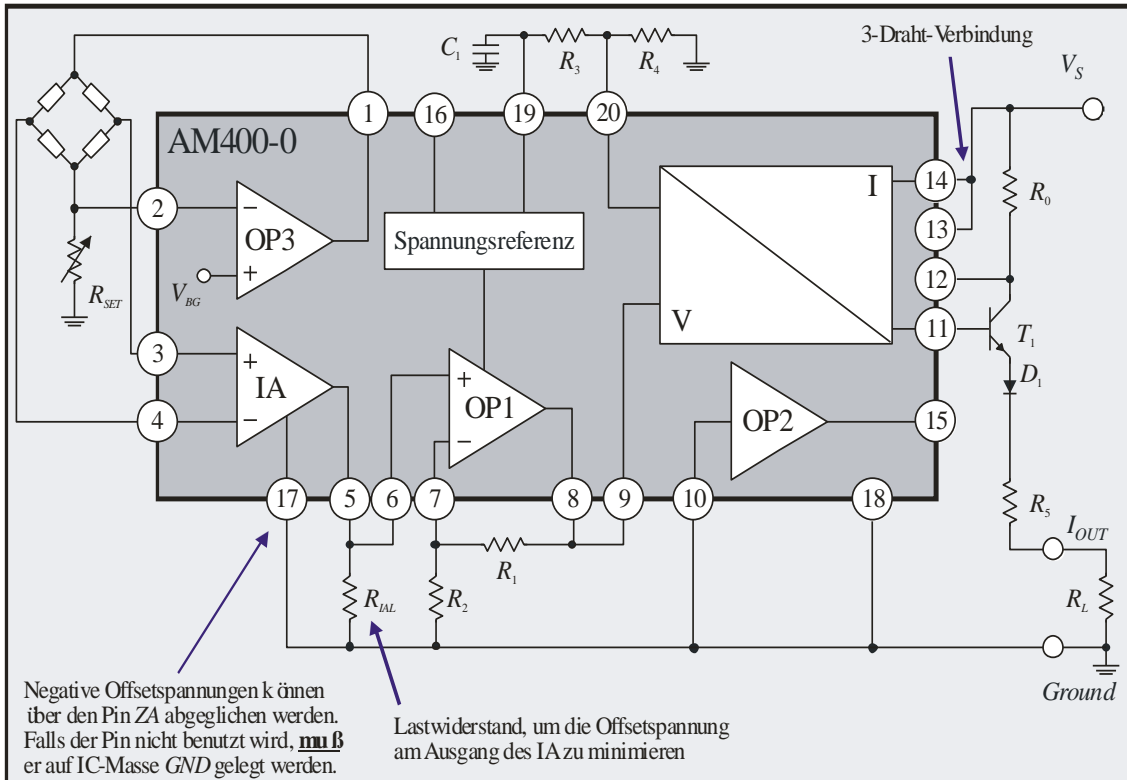 3-Draht-Verbindung
C1
R3
R4
VS
1
16
19
20
AM400-0
I
14
R0
13
2
OP3
Spannungsreferenz
12
VBG
RSET
V
11
T1
3
D1
IA
OP1
OP2
4
15
17
5
6
7
8
9
10
18
R5
IOUT
R1
RIAL
R2
RL
Ground
Negative Offsetspannungen k önnen
über den Pin ZA abgeglichen werden.
Falls der Pin nicht benutzt wird, muß
er auf IC-Masse GND gelegt werden.
Lastwiderstand, um die Offsetspannung
am Ausgang des IA zu minimieren